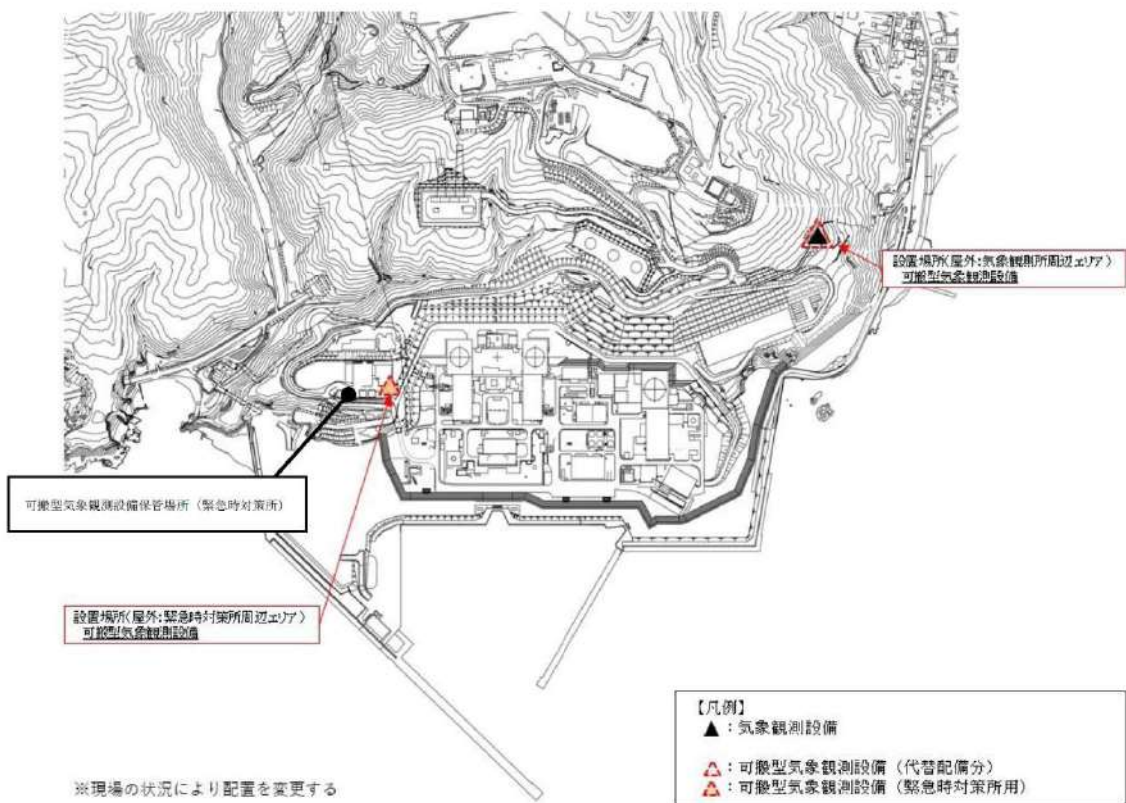 設置場所(屋外:気象観測所周辺エリア)
可搬型気象観測設備
可搬型気象観測設備保管場所(緊急時対策所)
設置場所(屋外:緊急時対策所周辺エリア)
可搬型気象観測設備
【凡例】
▲:気象観測設備
:可搬型気象観測設備(代替配備分)
:可搬型気象観測設備(緊急時対策所用)
※現場の状況により配置を変更する